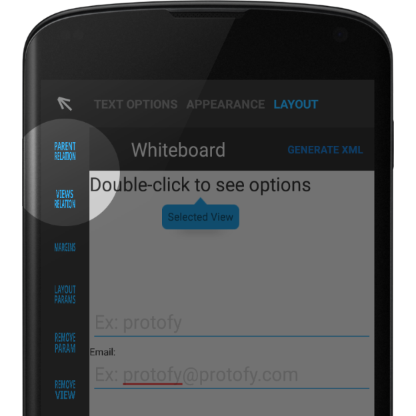 TEXT OPTIONS APPEARANCE LAYOUT
Whiteboard GENERATE XML
PARENT
RELATION
Double-click to see options
VIEWS
RELATION
Selected View
MARGINS
LAYOUT
PARAMS
Ex: protofy
REMOVE
PARAM
Email:
Ex: protofy@protofy.com
REMOVE
VIEW